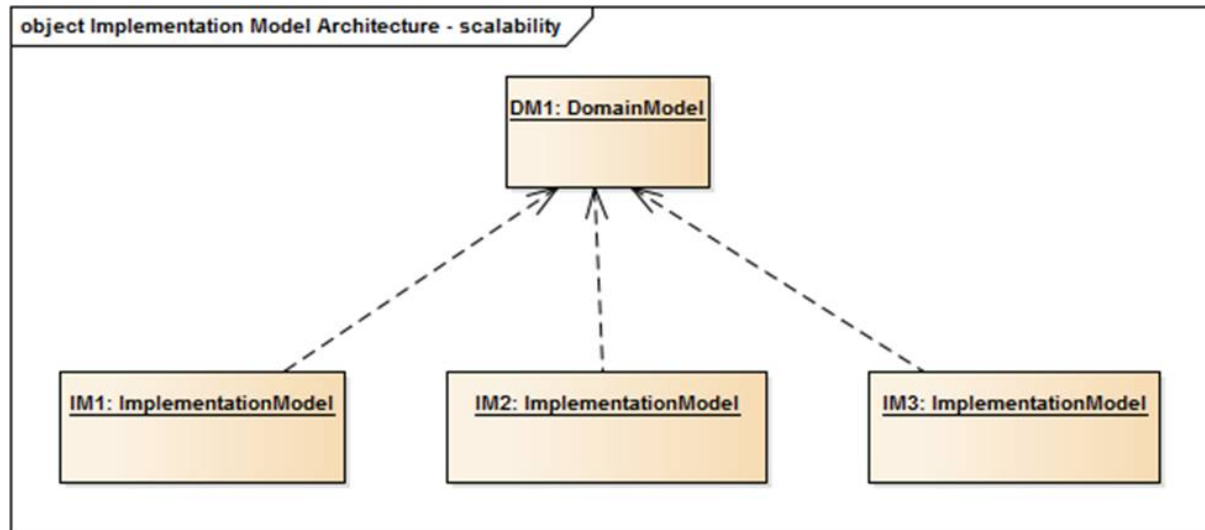 object Implementation Model Architecture - scalability
DM1: DomainModel
IM1: ImplementationModel
IM2: ImplementationModel
IM3: ImplementationModel